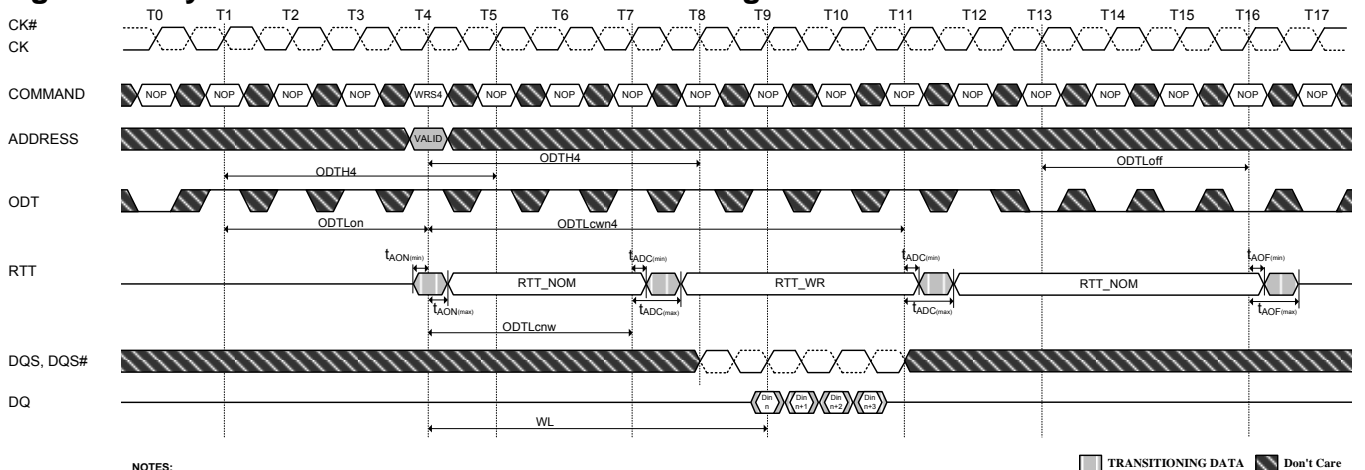 T0 T1 T2 T3 T4 T5 T6 T7 T8 T9 T10 T11 T12 T13 T14 T15 T16 T17
CK#
CK
COMMAND NOP NOP NOP NOP WRS4 NOP NOP NOP NOP NOP NOP NOP NOP NOP NOP NOP NOP NOP
ADDRESS VALID
ODTH4 ODTLoff
ODTH4
ODT
ODTLon ODTLcwn4
tAON(min) tADC(min) tADC(min) tAOF(min)
RTT RTT_NOM RTT_WR RTT_NOM
tAON(max) tADC(max) tADC(max) tAOF(max)
ODTLcnw
DQS, DQS#
DQ Din n Din n+1 Din n+2 Din n+3
WL
NOTES: TRANSITIONING DATA Don't Care